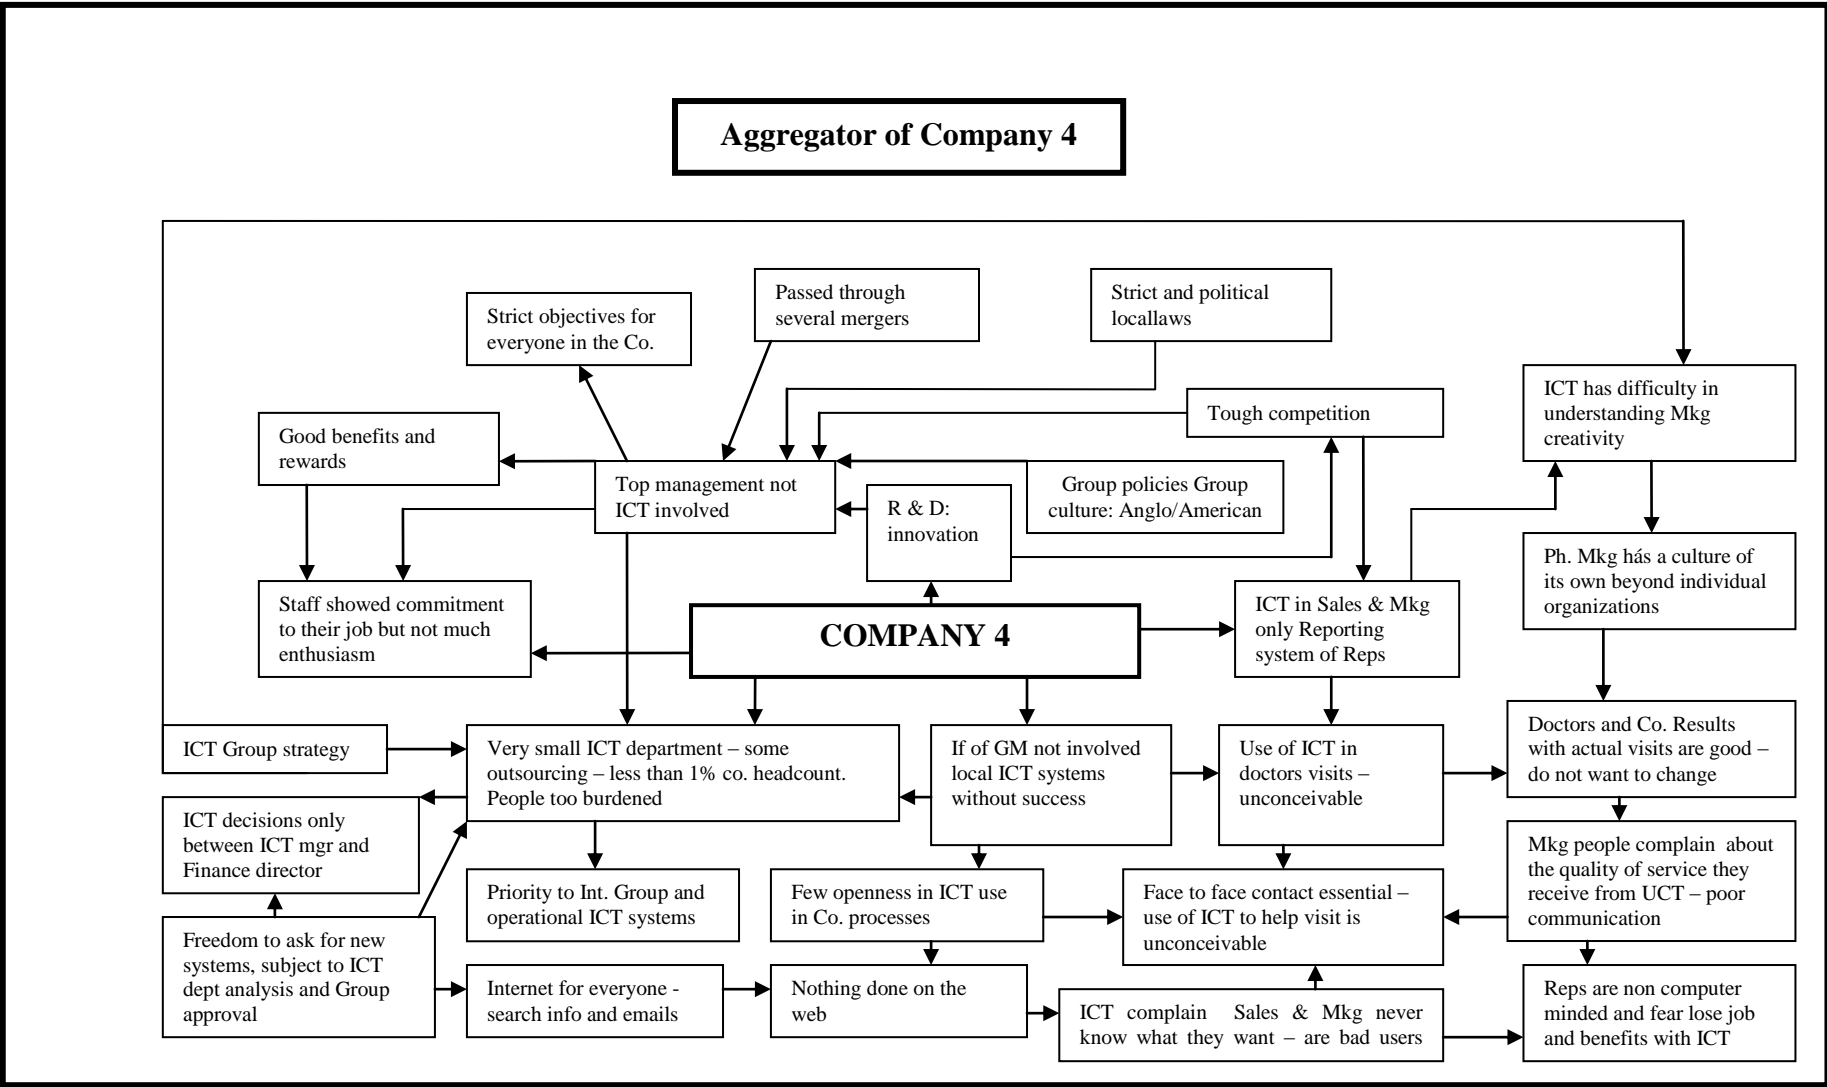 Aggregator of Company 4
Passed through
several mergers
Strict and political
locallaws
Strict objectives for
everyone in the Co.
ICT has difficulty in
understanding Mkg
creativity
Tough competition
Good benefits and
rewards
Top management not
ICT involved
Group policies Group
culture: Anglo/American
R & D:
innovation
Ph. Mkg hás a culture of
its own beyond individual
organizations
Staff showed commitment
to their job but not much
enthusiasm
COMPANY 4
ICT in Sales & Mkg
only Reporting
system of Reps
ICT Group strategy
Very small ICT department – some
outsourcing – less than 1% co. headcount.
People too burdened
If of GM not involved
local ICT systems
without success
Use of ICT in
doctors visits –
unconceivable
Doctors and Co. Results
with actual visits are good –
do not want to change
ICT decisions only
between ICT mgr and
Finance director
Mkg people complain about
the quality of service they
receive from UCT – poor
communication
Priority to Int. Group and
operational ICT systems
Few openness in ICT use
in Co. processes
Face to face contact essential –
use of ICT to help visit is
unconceivable
Freedom to ask for new
systems, subject to ICT
dept analysis and Group
approval
Internet for everyone -
search info and emails
Nothing done on the
web
ICT complain Sales & Mkg never
know what they want – are bad users
Reps are non computer
minded and fear lose job
and benefits with ICT